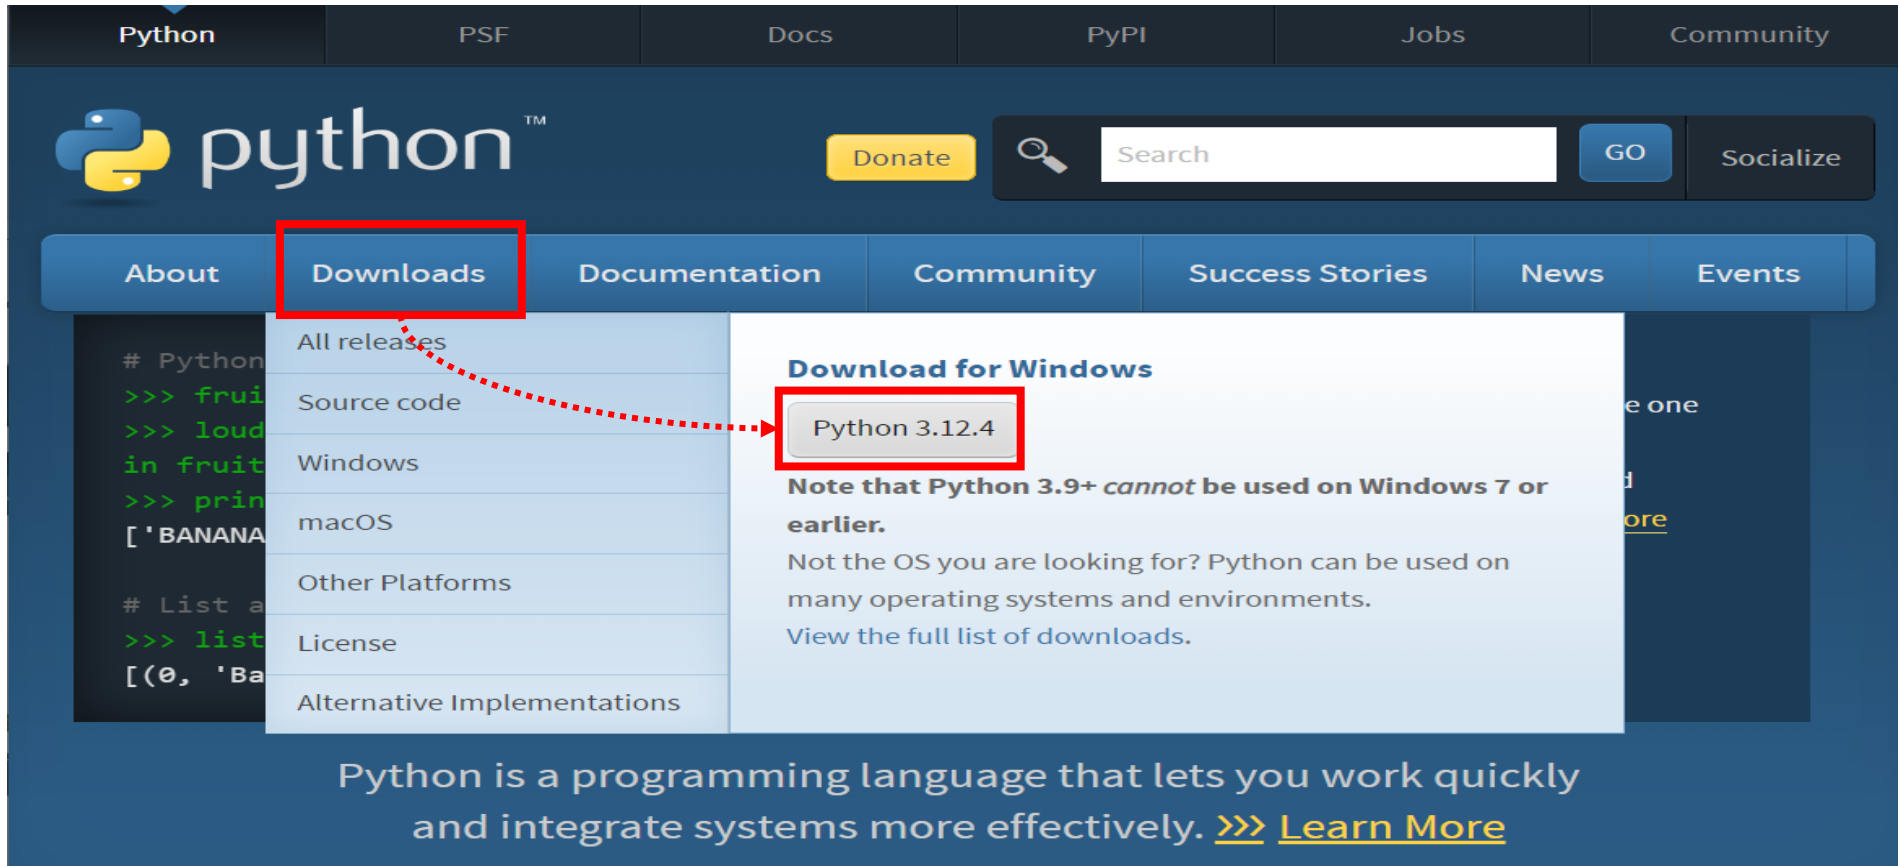 Python PSF Docs PyPI Jobs Community
python™
Donate Search GO Socialize
About Downloads Documentation Community Success Stories News Events
All releases
Source code
Windows
macOS
Other Platforms
License
Alternative Implementations
Download for Windows
Python 3.12.4
Note that Python 3.9+ cannot be used on Windows 7 or
earlier.
Not the OS you are looking for? Python can be used on
many operating systems and environments.
View the full list of downloads.
# Python
>>> frui
>>> loud
in fruit
>>> prin
['BANANA
# List a
>>> list
[(0, 'Ba
e one
d
ore
Python is a programming language that lets you work quickly
and integrate systems more effectively. >>> Learn More